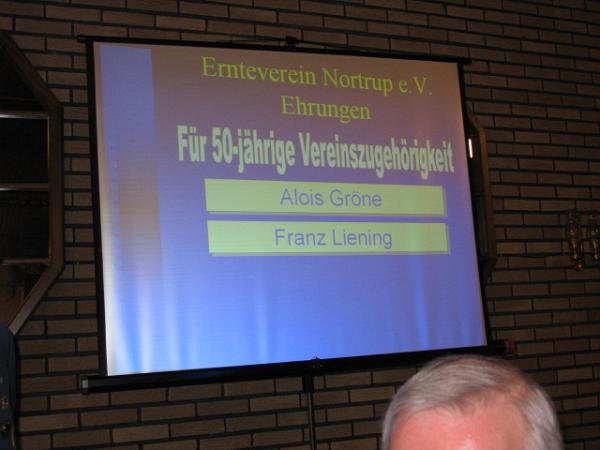 Ernteverein Nortrup e.V.
Ehrungen
Für 50-jährige Vereinszugehörigkeit
Alois Gröne
Franz Liening